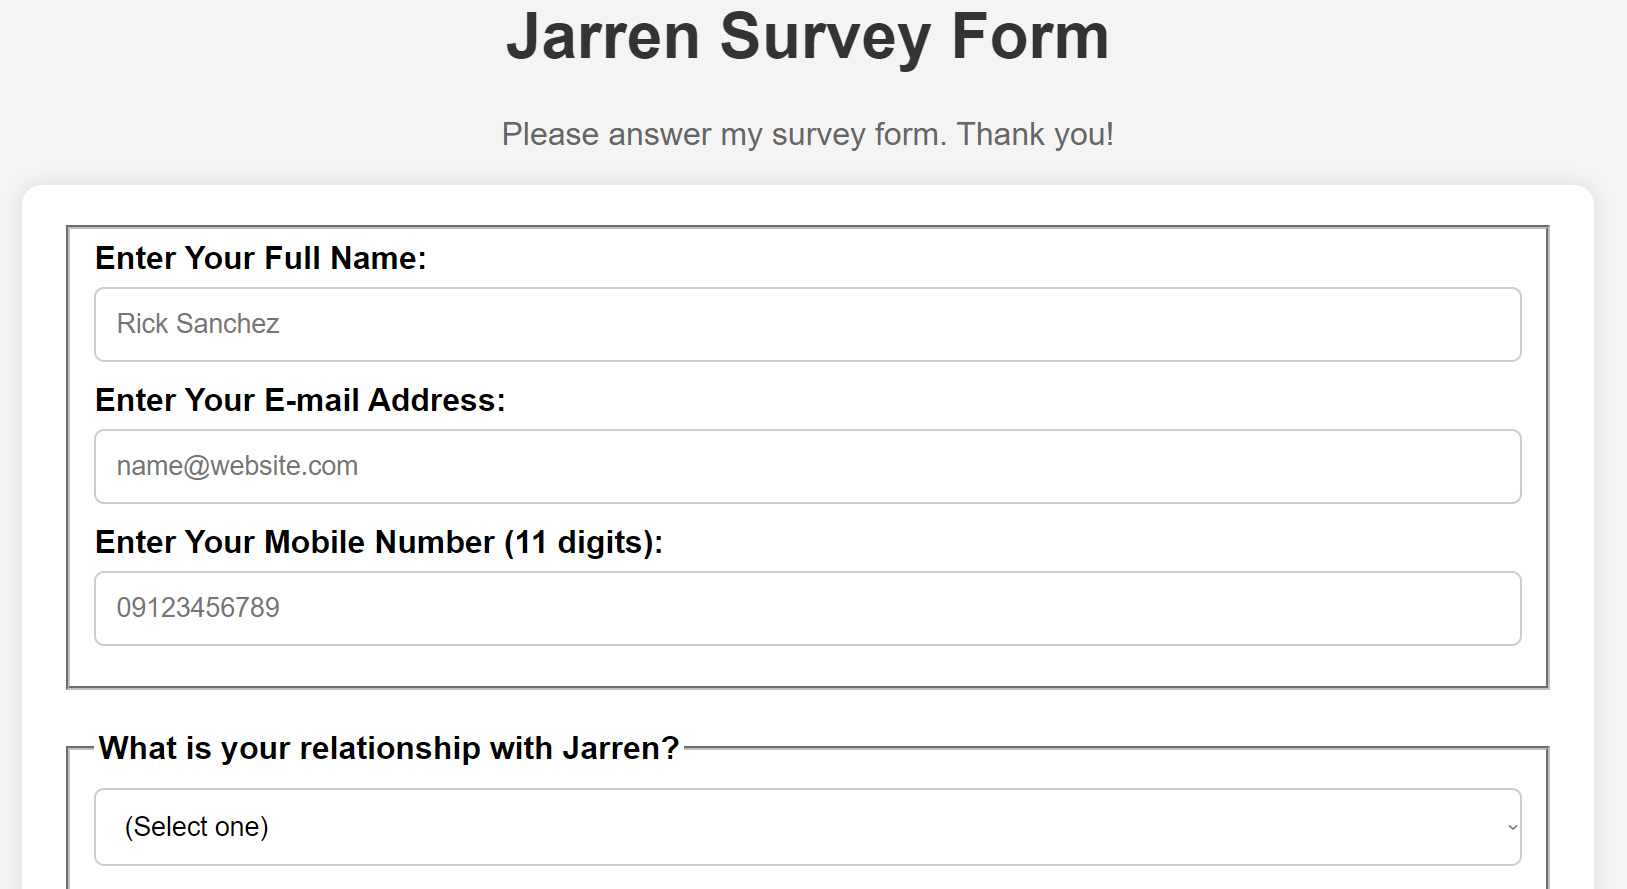 Jarren Survey Form
Please answer my survey form. Thank you!
Enter Your Full Name:
Rick Sanchez
Enter Your E-mail Address:
name@website.com
Enter Your Mobile Number (11 digits):
09123456789
What is your relationship with Jarren?
(Select one)